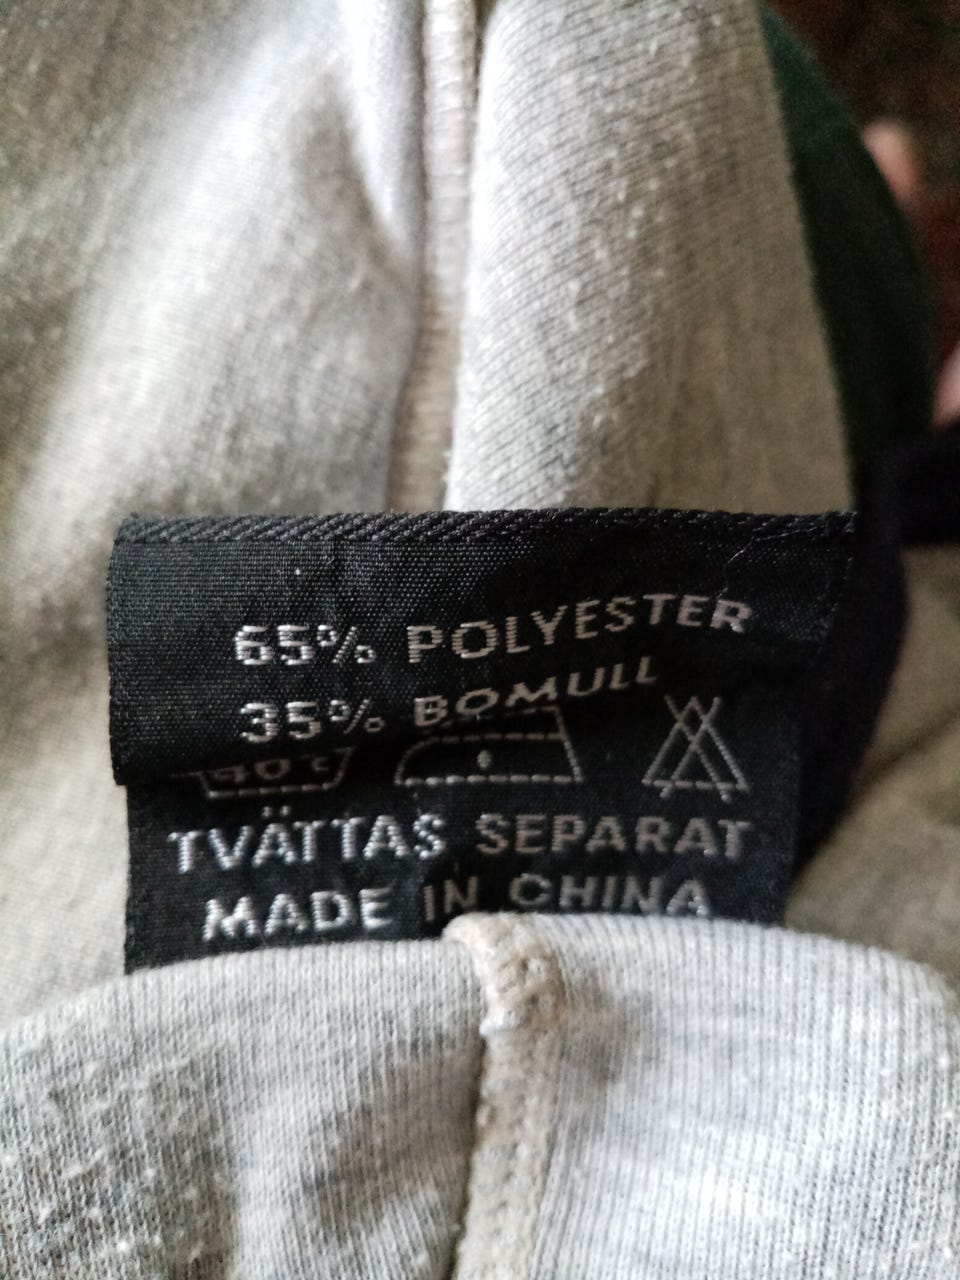 65% POLYESTER
35% BOMULL
40°C
TVÄTTAS SEPARAT
MADE IN CHINA